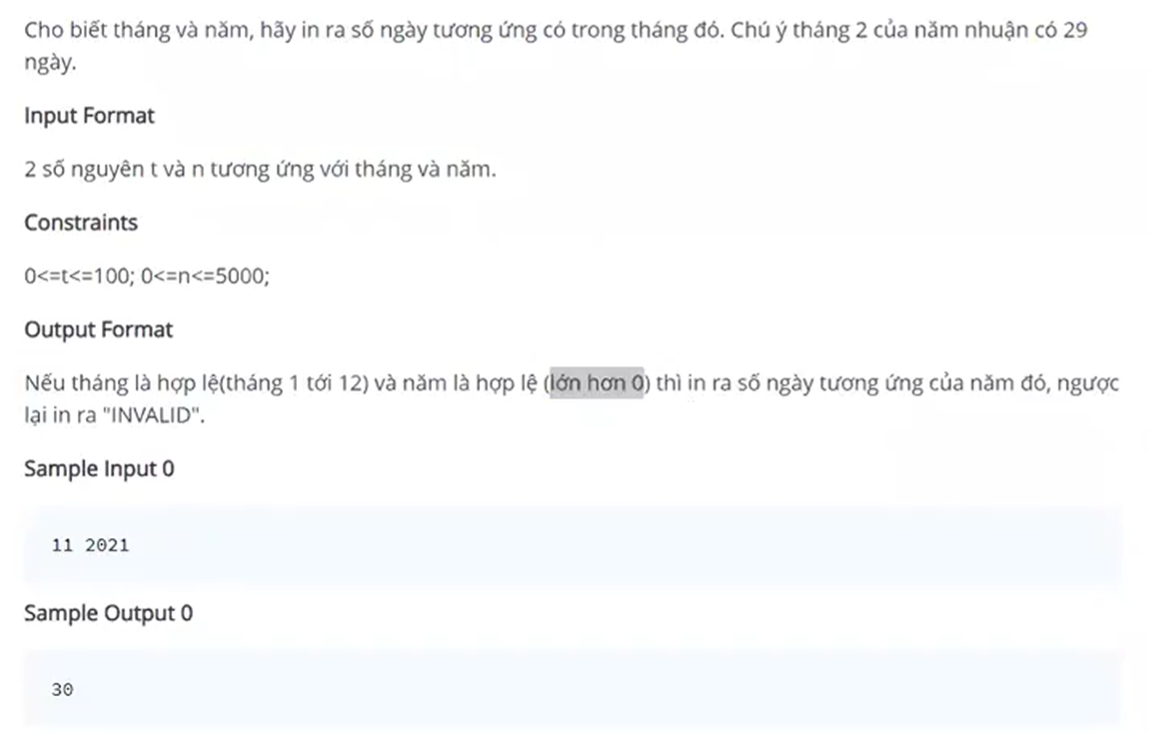 Cho biết tháng và năm, hãy in ra số ngày tương ứng có trong tháng đó. Chú ý tháng 2 của năm nhuận có 29
ngày.
Input Format
2 số nguyên t và n tương ứng với tháng và năm.
Constraints
0<=t<=100; 0<=n<=5000;
Output Format
Nếu tháng là hợp lệ(tháng 1 tới 12) và năm là hợp lệ (lớn hơn 0) thì in ra số ngày tương ứng của năm đó, ngược
lại in ra "INVALID".
Sample Input 0
11 2021
Sample Output 0
30